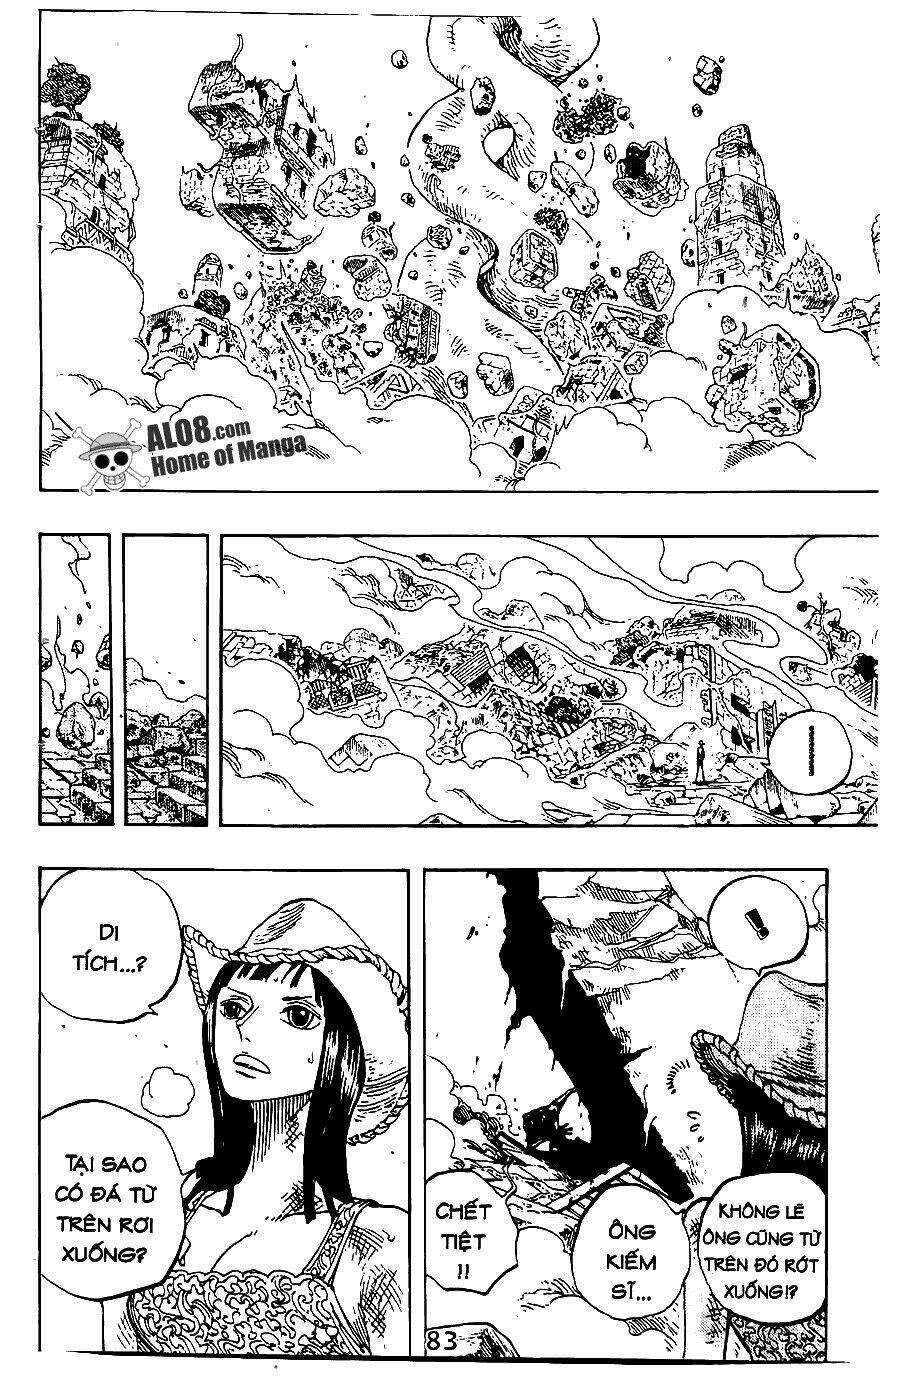 AL08.com
Home of Manga
!!
DI
TÍCH...?
TẠI SAO
CÓ ĐÁ TỪ
TRÊN RƠI
XUỐNG?
KHÔNG LẼ
ÔNG CŨNG TỪ
TRÊN ĐÓ RỚT
XUỐNG!?
ÔNG
KIẾM
SĨ...
CHẾT
TIỆT
!!
83